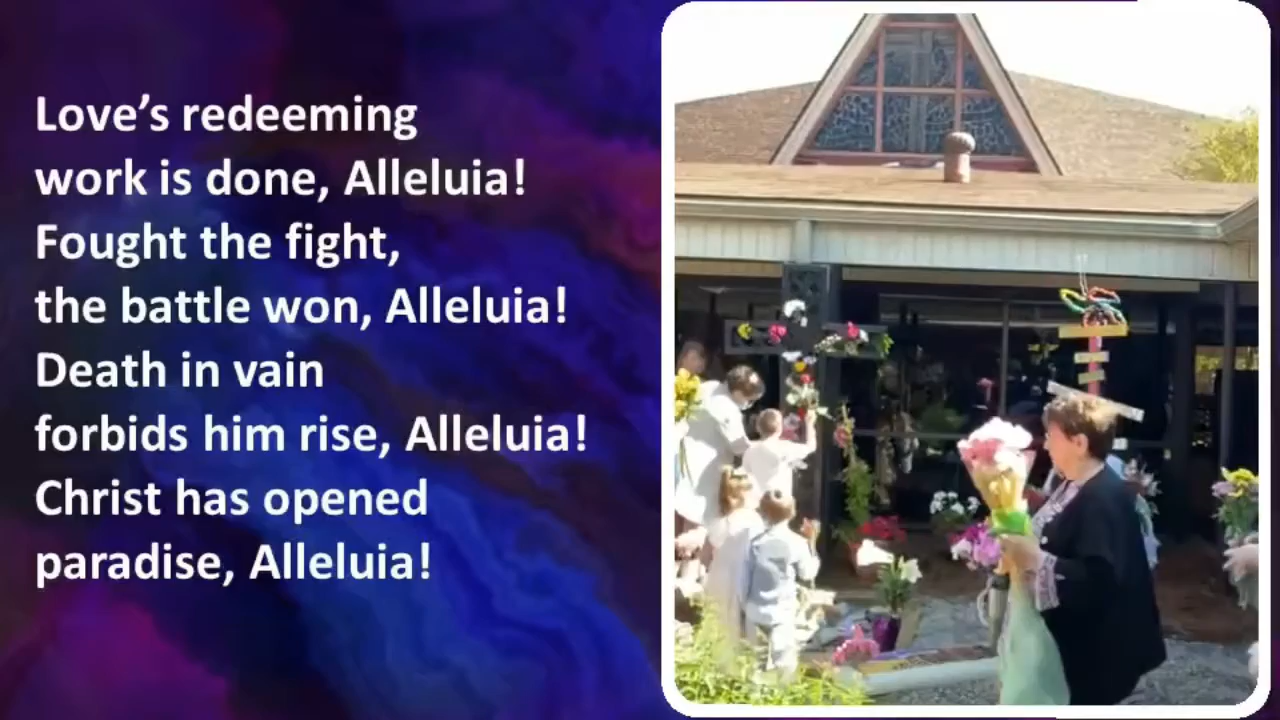 Love’s redeeming
work is done, Alleluia!
Fought the fight,
the battle won, Alleluia!
Death in vain
forbids him rise, Alleluia!
Christ has opened
paradise, Alleluia!